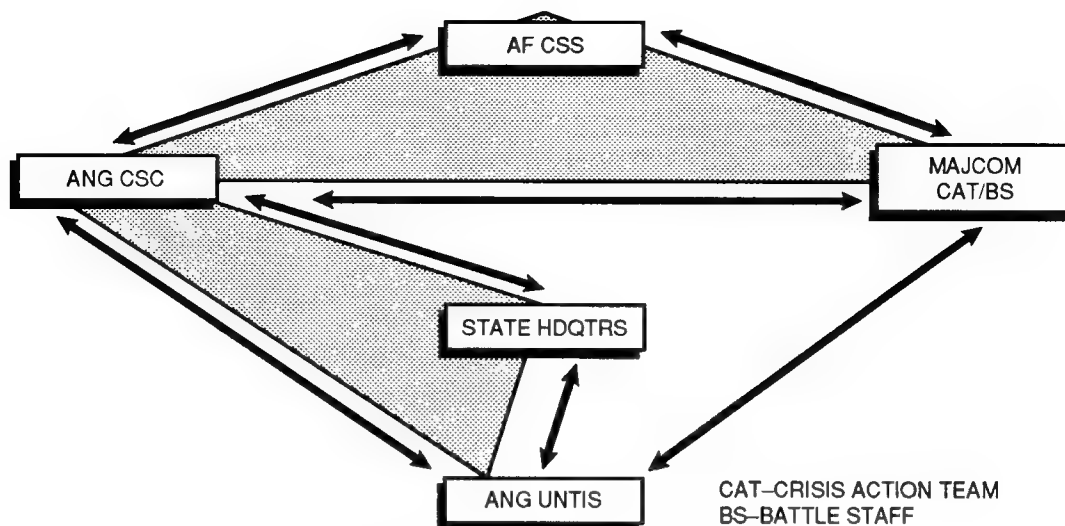 AF CSS
ANG CSC
MAJCOM
CAT/BS
STATE HDQTRS
ANG UNTIS
CAT–CRISIS ACTION TEAM
BS–BATTLE STAFF